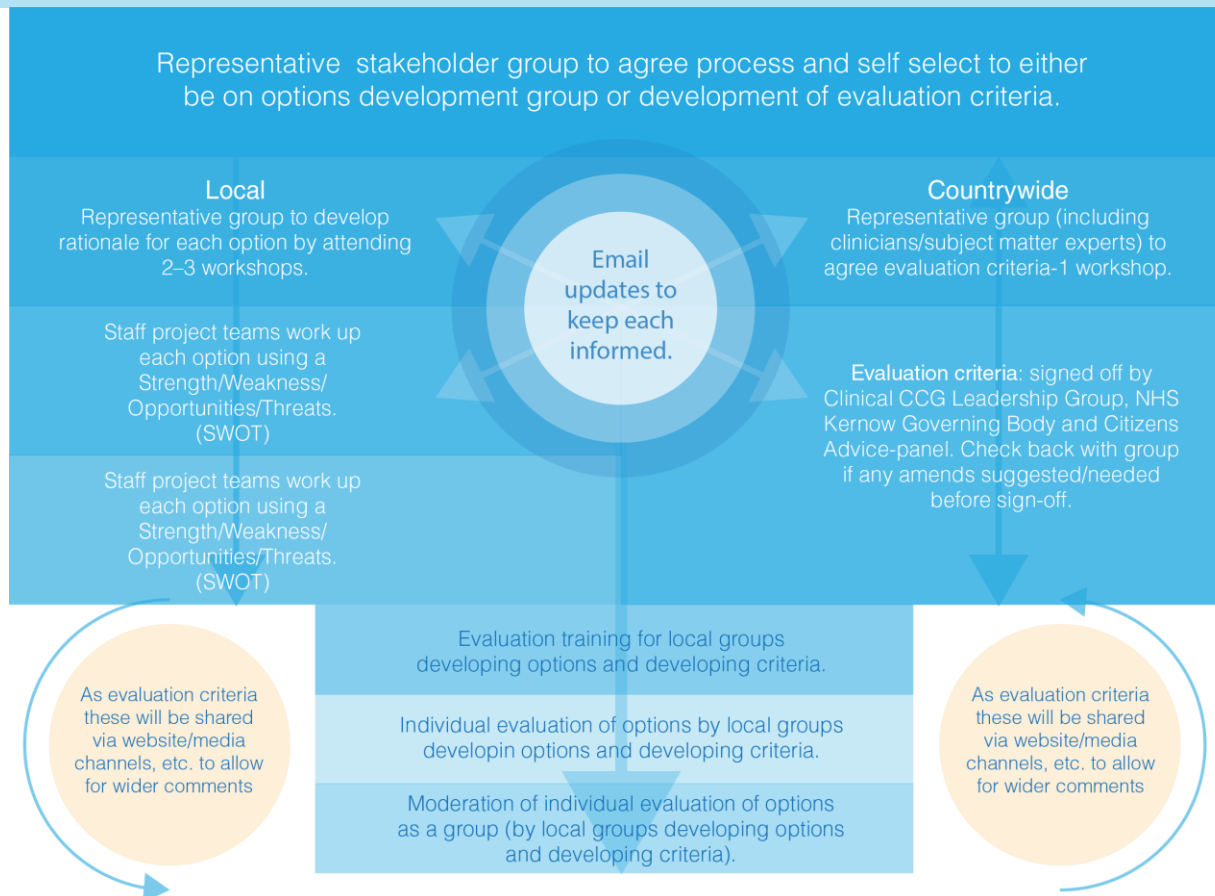 Representative stakeholder group to agree process and self select to either
be on options development group or development of evaluation criteria.
Local
Representative group to develop
rationale for each option by attending
2–3 workshops.
Countrywide
Representative group (including
clinicians/subject matter experts) to
agree evaluation criteria-1 workshop.
Email
updates to
keep each
informed.
Staff project teams work up
each option using a
Strength/Weakness/
Opportunities/Threats.
(SWOT)
Evaluation criteria: signed off by
Clinical CCG Leadership Group, NHS
Kernow Governing Body and Citizens
Advice-panel. Check back with group
if any amends suggested/needed
before sign-off.
Staff project teams work up
each option using a
Strength/Weakness/
Opportunities/Threats.
(SWOT)
As evaluation criteria
these will be shared
via website/media
channels, etc. to allow
for wider comments
Evaluation training for local groups
developing options and developing criteria.
Individual evaluation of options by local groups
developin options and developing criteria.
Moderation of individual evaluation of options
as a group (by local groups developing options
and developing criteria).
As evaluation criteria
these will be shared
via website/media
channels, etc. to allow
for wider comments